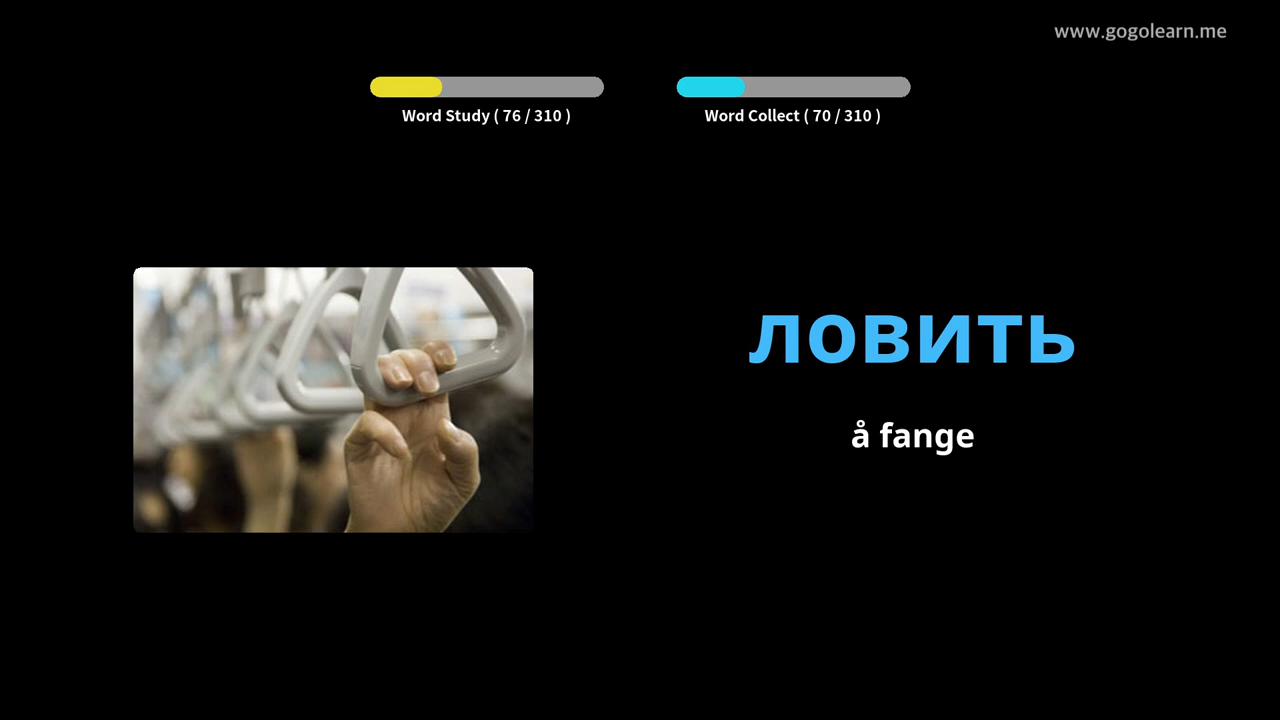 www.gogolearn.me
Word Study ( 76 / 310 )
Word Collect ( 70 / 310 )
ловить
å fange